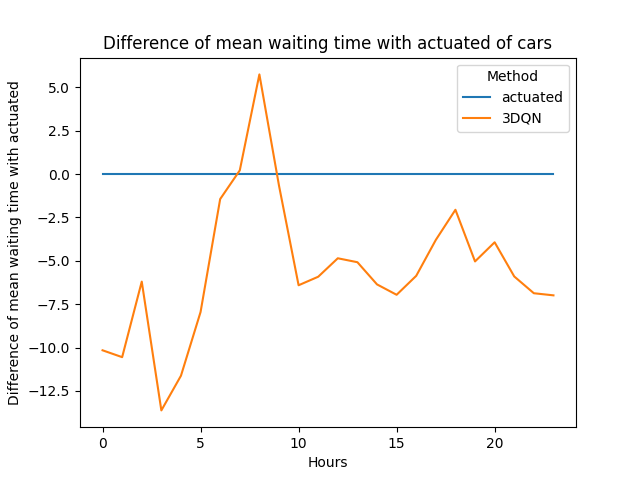 Difference of mean waiting time with actuated of cars
Difference of mean waiting time with actuated
5.0
2.5
0.0
−2.5
−5.0
−7.5
−10.0
−12.5
Method
actuated
3DQN
0
5
10
15
20
Hours